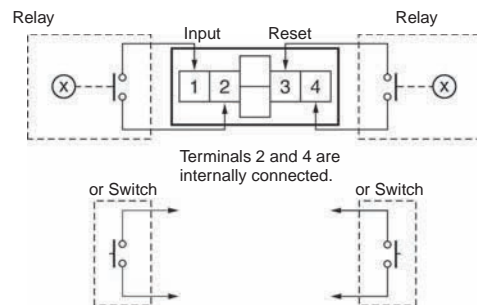 Relay
Relay
Input
Reset
X
1
2
3
4
X
Terminals 2 and 4 are
internally connected.
or Switch
or Switch